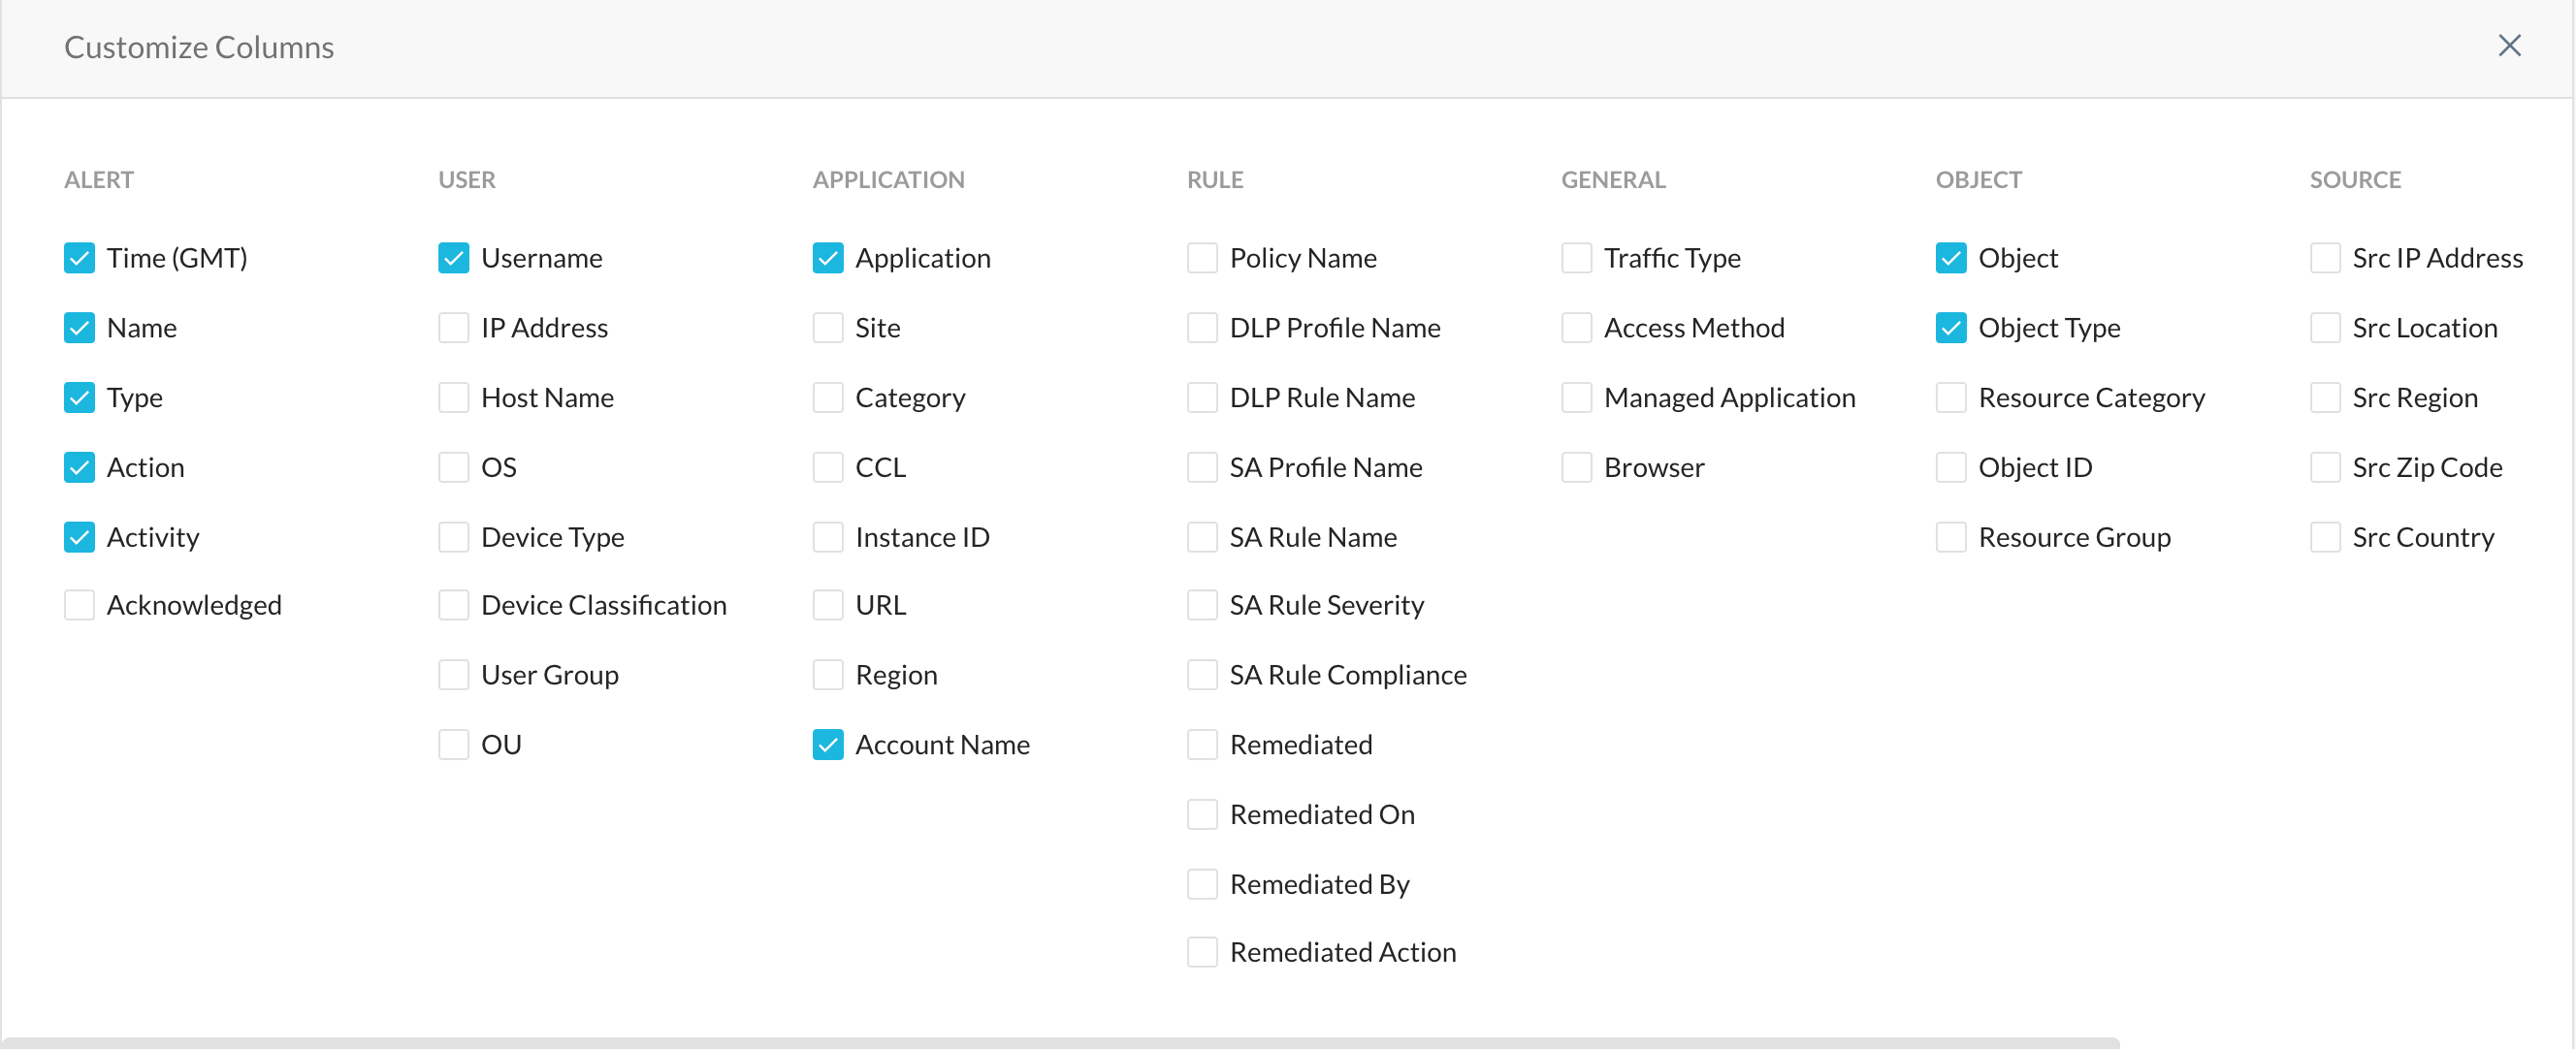 Customize Columns
ALERT
Time (GMT)
Name
Type
Action
Activity
Acknowledged
USER
Username
IP Address
Host Name
OS
Device Type
Device Classification
User Group
OU
APPLICATION
Application
Site
Category
CCL
Instance ID
URL
Region
Account Name
RULE
Policy Name
DLP Profile Name
DLP Rule Name
SA Profile Name
SA Rule Name
SA Rule Severity
SA Rule Compliance
Remediated
Remediated On
Remediated By
Remediated Action
GENERAL
Traffic Type
Access Method
Managed Application
Browser
OBJECT
Object
Object Type
Resource Category
Object ID
Resource Group
SOURCE
Src IP Address
Src Location
Src Region
Src Zip Code
Src Country